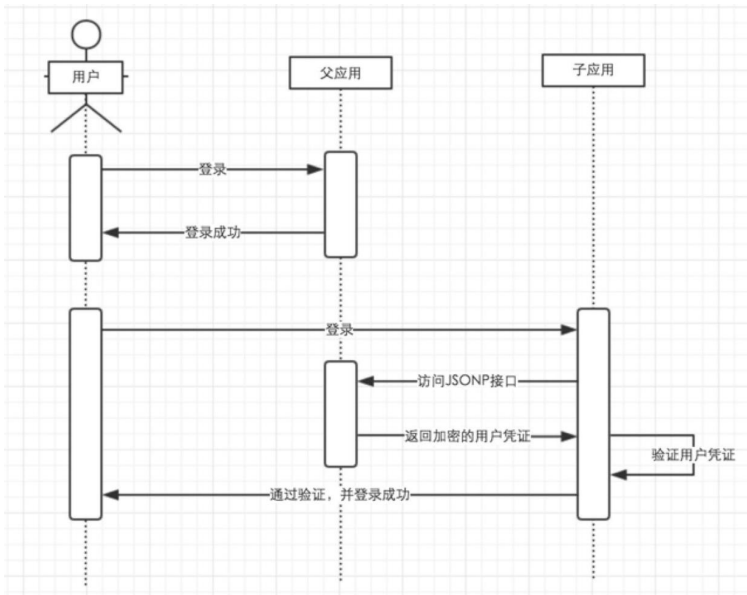 用户
父应用
子应用
登录
登录成功
登录
访问JSONP接口
返回加密的用户凭证
验证用户凭证
通过验证，并登录成功